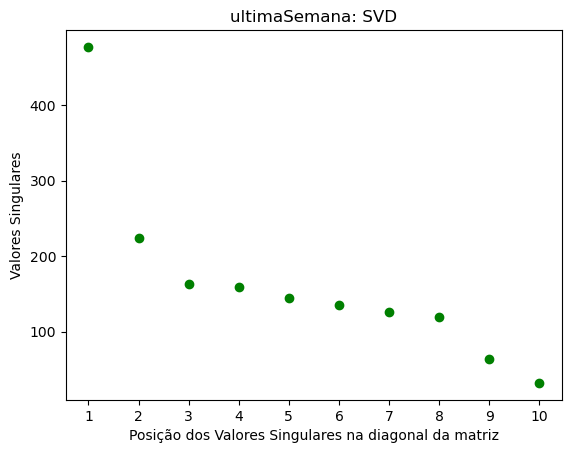 ultimaSemana: SVD
Valores Singulares
400
300
200
100
1 2 3 4 5 6 7 8 9 10
Posição dos Valores Singulares na diagonal da matriz